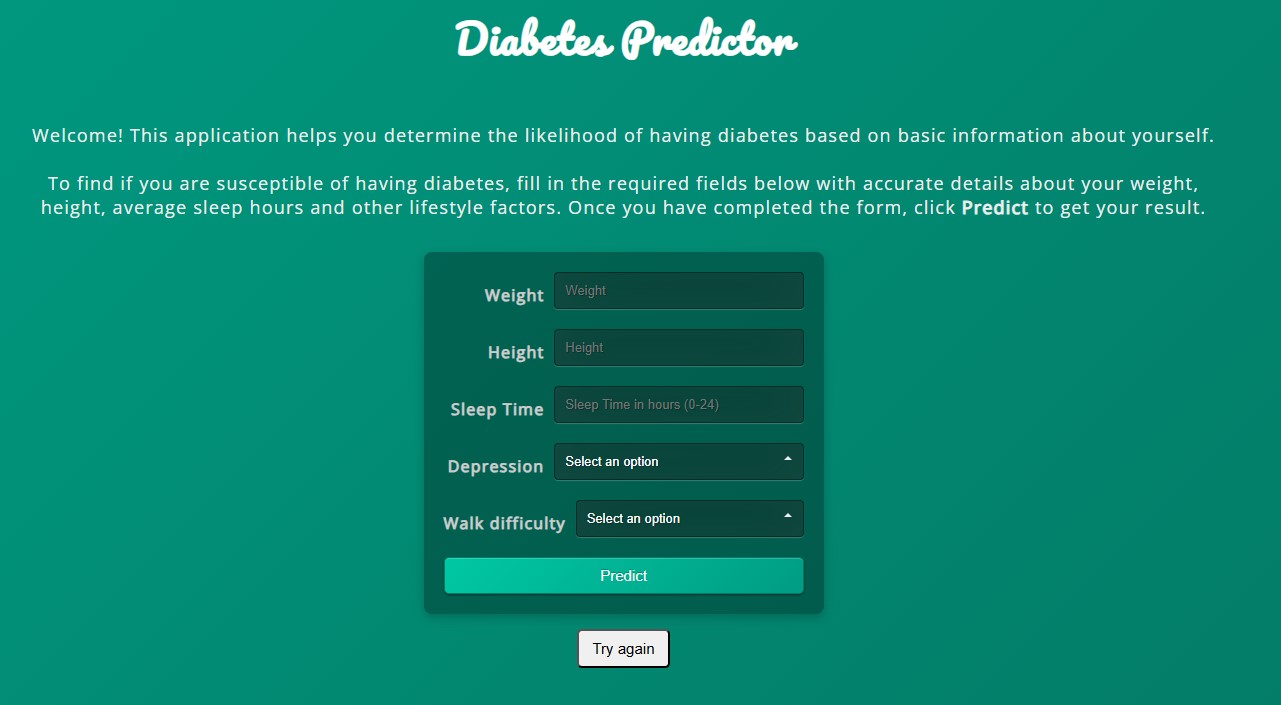 Diabetes Predictor
Welcome! This application helps you determine the likelihood of having diabetes based on basic information about yourself.
To find if you are susceptible of having diabetes, fill in the required fields below with accurate details about your weight,
height, average sleep hours and other lifestyle factors. Once you have completed the form, click Predict to get your result.
Weight Weight
Height Height
Sleep Time Sleep Time in hours (0-24)
Depression Select an option
Walk difficulty Select an option
Predict
Try again